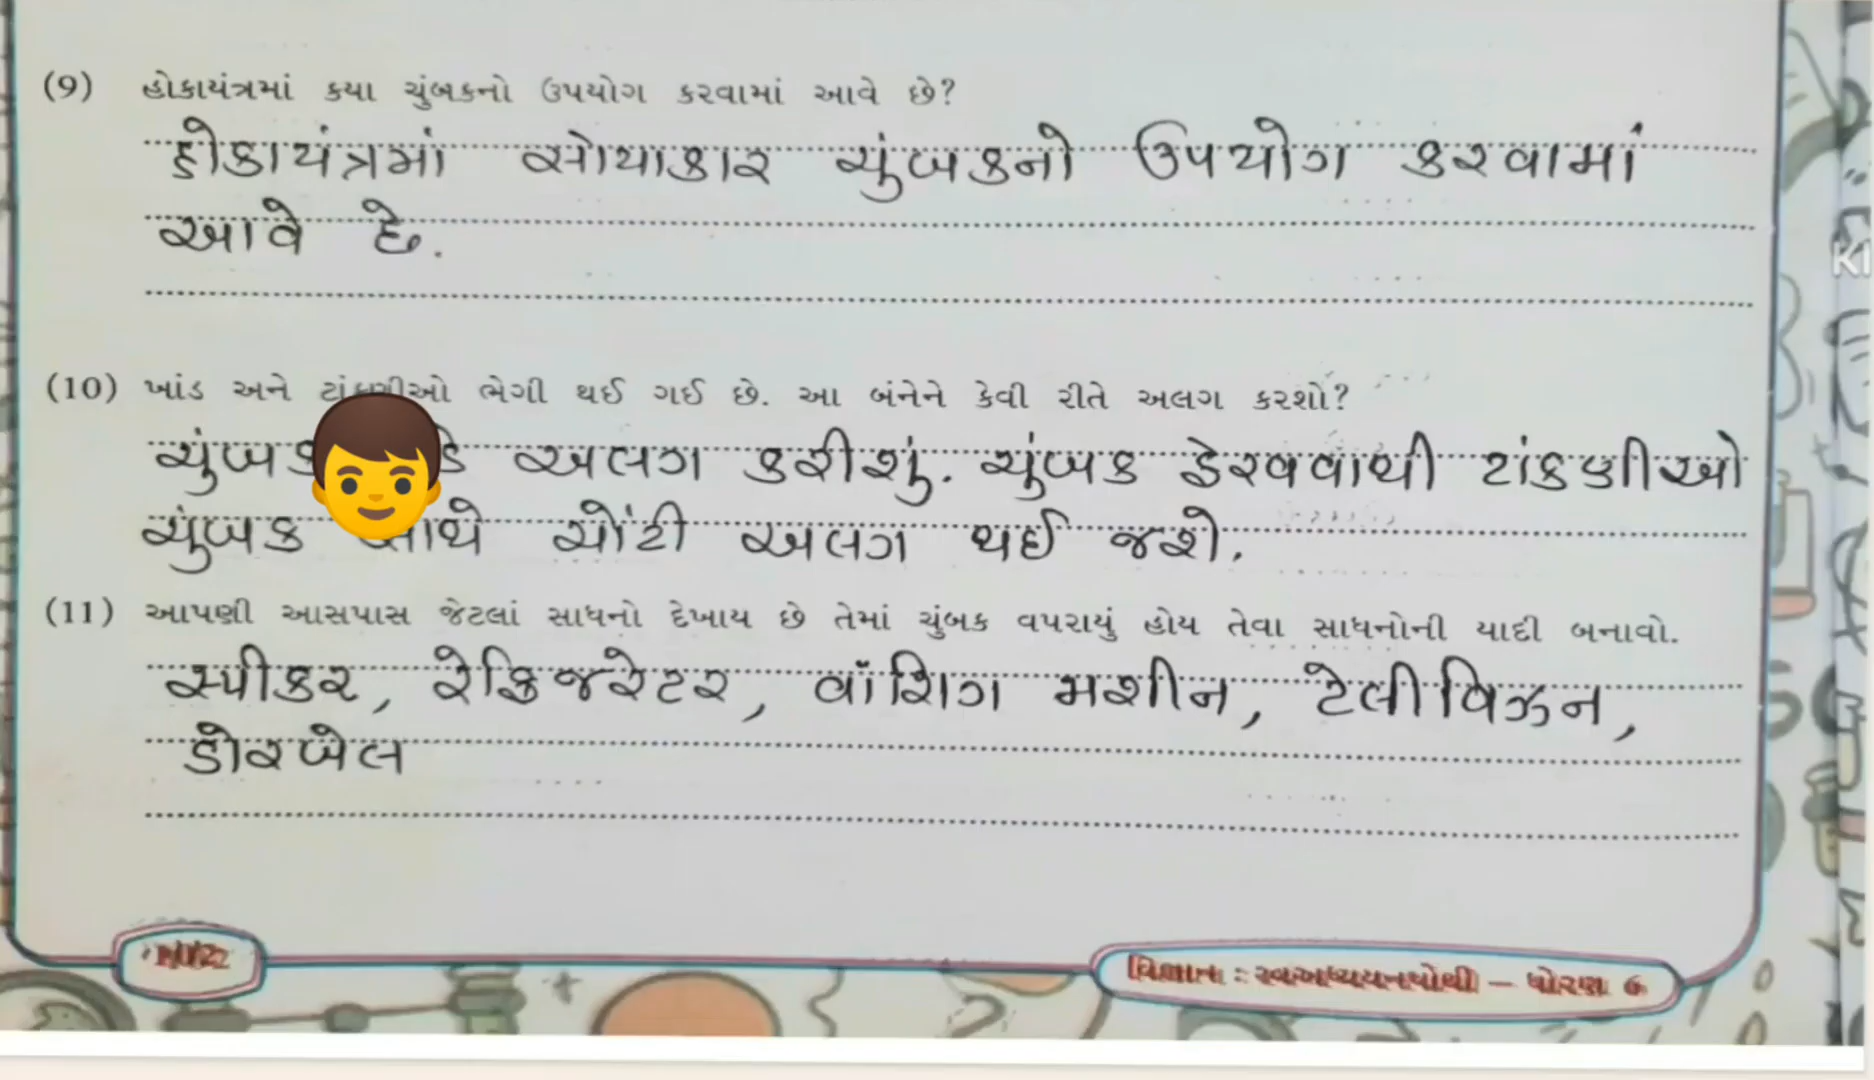 (9) હોકાયંત્રમાં કયા ચુંબકનો ઉપયોગ કરવામાં આવે છે?
હોકાયંત્રમાં સોયાકાર ચુંબકનો ઉપયોગ કરવામાં
આવે છે.
(10) ખાંડ અને ટાંકણીઓ ભેગી થઈ ગઈ છે. આ બંનેને કેવી રીતે અલગ કરશો?
ચુંબક અલગ કરીશું. ચુંબક ફેરવવાથી ટાંકણીઓ
ચુંબક સાથે ચોંટી અલગ થઈ જશે.
(11) આપણી આસપાસ જેટલાં સાધનો દેખાય છે તેમાં ચુંબક વપરાયું હોય તેવા સાધનોની યાદી બનાવો.
સ્પીકર, રેફ્રિજરેટર, વૉશિંગ મશીન, ટેલીવિઝન,
ડોરબેલ
વિજ્ઞાન : સ્વઅધ્યયનપોથી – ધોરણ 6